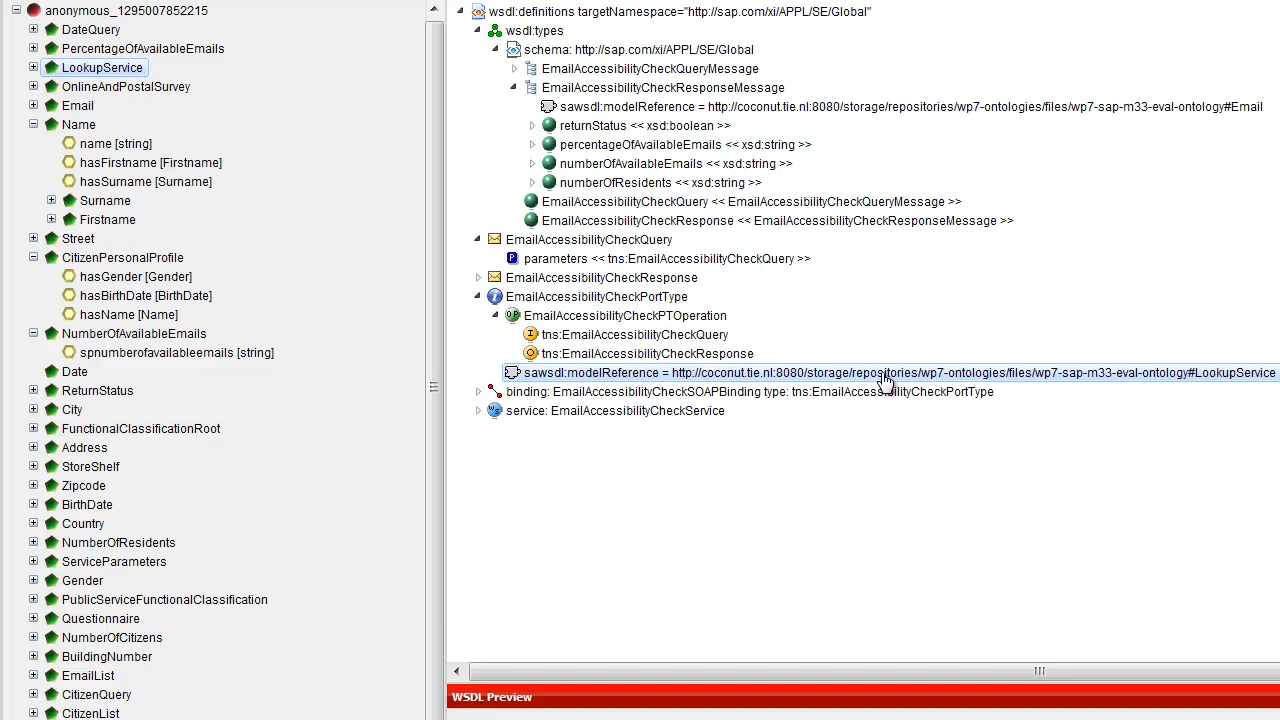 anonymous_1295007852215
DateQuery
PercentageOfAvailableEmails
LookupService
OnlineAndPostalSurvey
Email
Name
name [string]
hasFirstname [Firstname]
hasSurname [Surname]
Surname
Firstname
Street
CitizenPersonalProfile
hasGender [Gender]
hasBirthDate [BirthDate]
hasName [Name]
NumberOfAvailableEmails
spnumberofavailableemails [string]
Date
ReturnStatus
City
FunctionalClassificationRoot
Address
StoreShelf
Zipcode
BirthDate
Country
NumberOfResidents
ServiceParameters
Gender
PublicServiceFunctionalClassification
Questionnaire
NumberOfCitizens
BuildingNumber
EmailList
CitizenQuery
CitizenList
wsdl:definitions targetNamespace="http://sap.com/xi/APPL/SE/Global"
wsdl:types
schema: http://sap.com/xi/APPL/SE/Global
EmailAccessibilityCheckQueryMessage
EmailAccessibilityCheckResponseMessage
sawsdl:modelReference = http://coconut.tie.nl:8080/storage/repositories/wp7-ontologies/files/wp7-sap-m33-eval-ontology#Email
returnStatus << xsd:boolean >>
percentageOfAvailableEmails << xsd:string >>
numberOfAvailableEmails << xsd:string >>
numberOfResidents << xsd:string >>
EmailAccessibilityCheckQuery << EmailAccessibilityCheckQueryMessage >>
EmailAccessibilityCheckResponse << EmailAccessibilityCheckResponseMessage >>
EmailAccessibilityCheckQuery
parameters << tns:EmailAccessibilityCheckQuery >>
EmailAccessibilityCheckResponse
EmailAccessibilityCheckPortType
EmailAccessibilityCheckPTOperation
tns:EmailAccessibilityCheckQuery
tns:EmailAccessibilityCheckResponse
sawsdl:modelReference = http://coconut.tie.nl:8080/storage/repositories/wp7-ontologies/files/wp7-sap-m33-eval-ontology#LookupService
binding: EmailAccessibilityCheckSOAPBinding type: tns:EmailAccessibilityCheckPortType
service: EmailAccessibilityCheckService
WSDL Preview